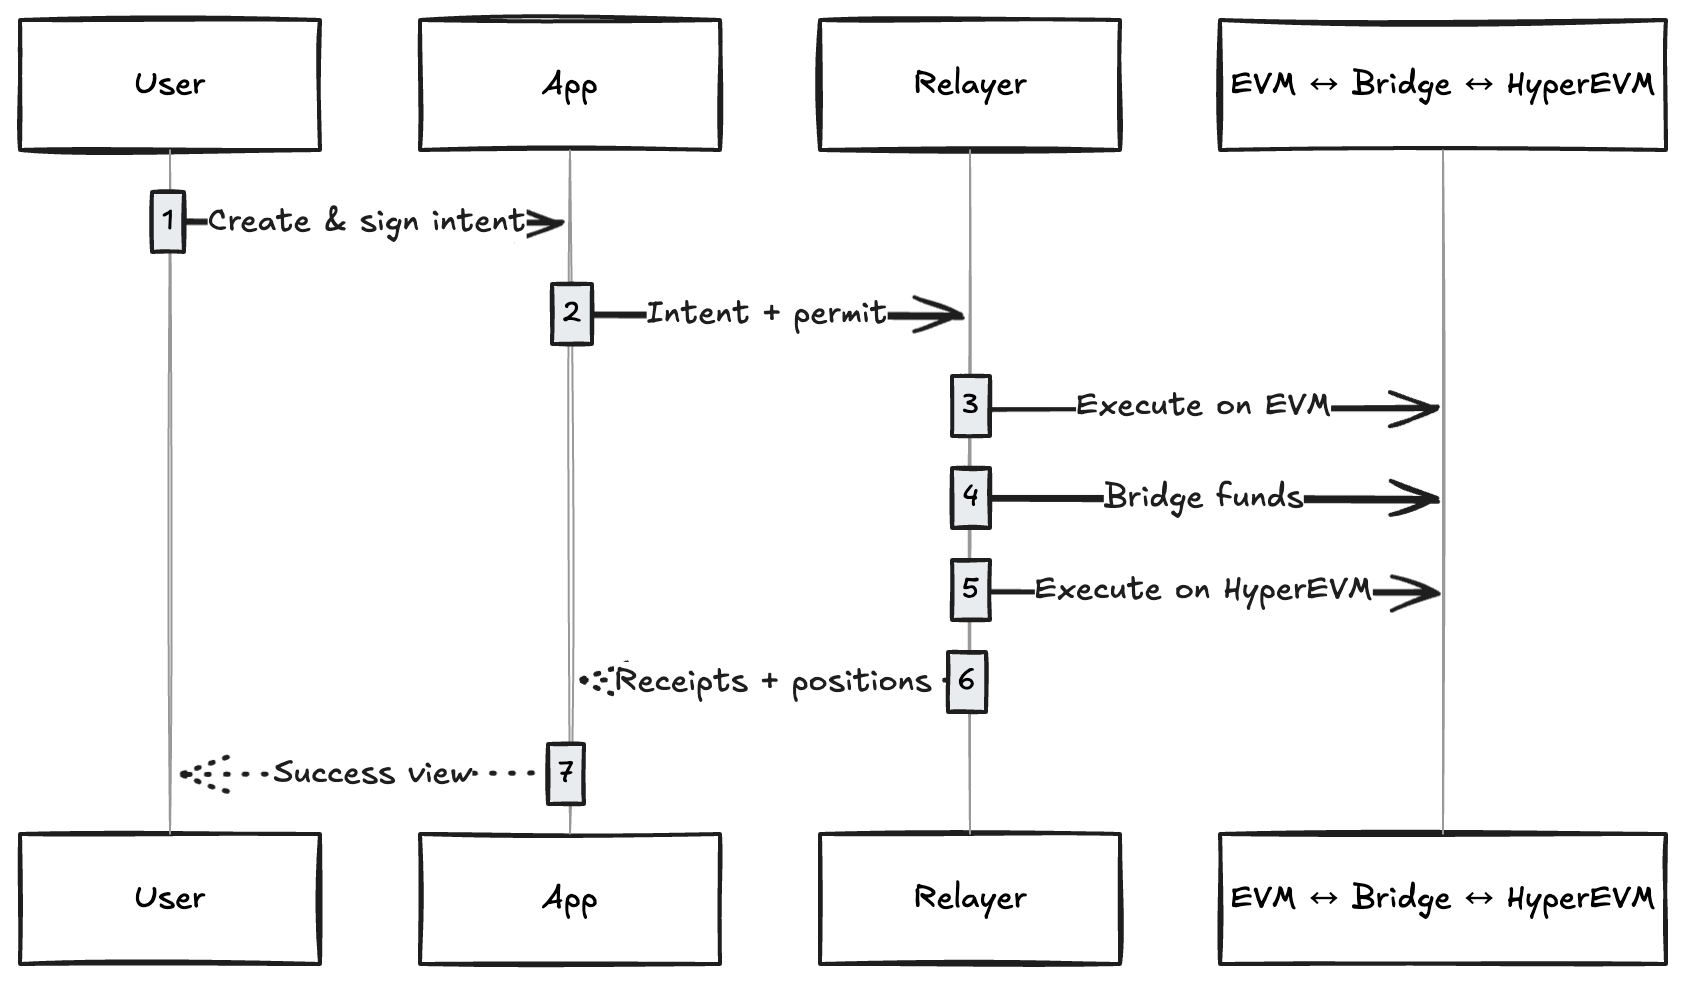 User
App
Relayer
EVM ↔ Bridge ↔ HyperEVM
1 Create & sign intent
2 Intent + permit
3 Execute on EVM
4 Bridge funds
5 Execute on HyperEVM
Receipts + positions 6
Success view 7
User
App
Relayer
EVM ↔ Bridge ↔ HyperEVM